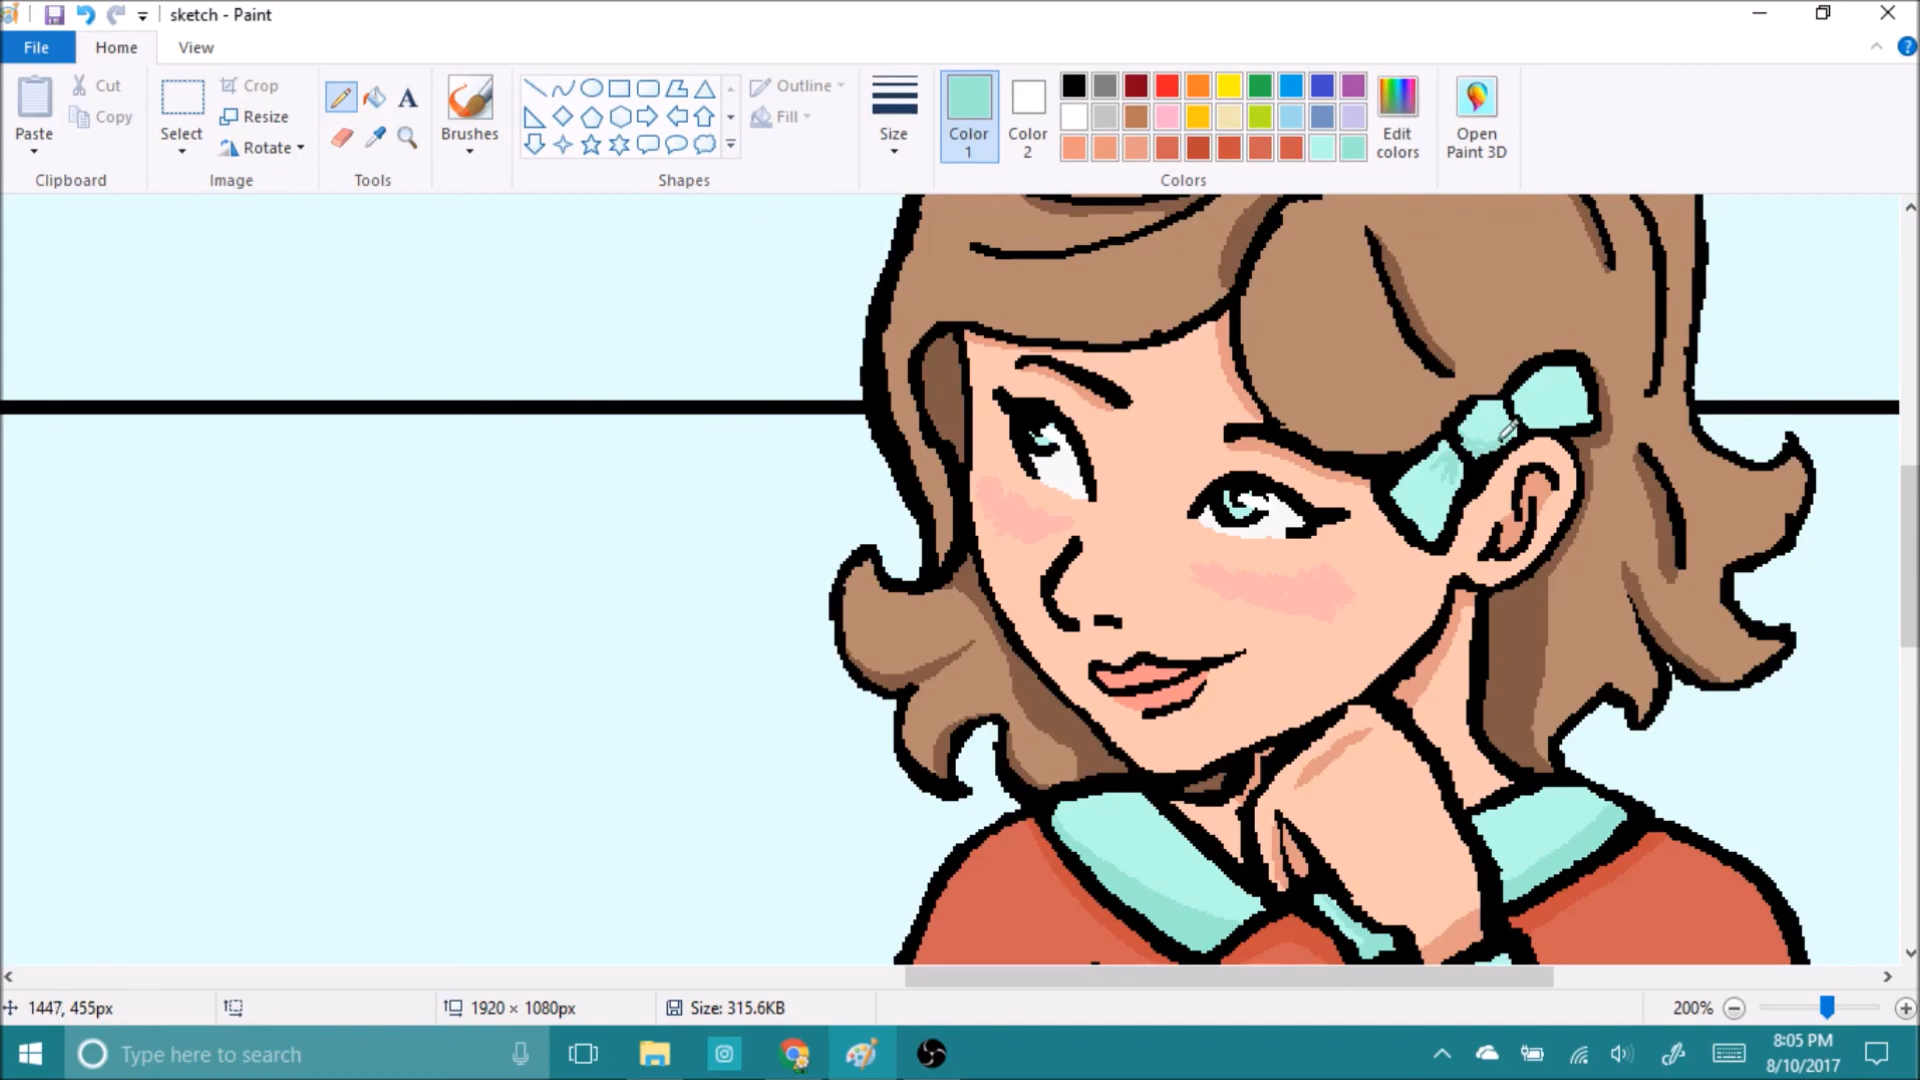 sketch - Paint
File Home View
Cut
Crop
Outline
Copy
Resize
Fill
Paste
Select
Rotate
Brushes
Size
Color 1
Color 2
Edit colors
Open Paint 3D
Clipboard
Image
Tools
Shapes
Colors
A
?
1447, 455px
1920 × 1080px
Size: 315.6KB
200%
Type here to search
8:05 PM
8/10/2017